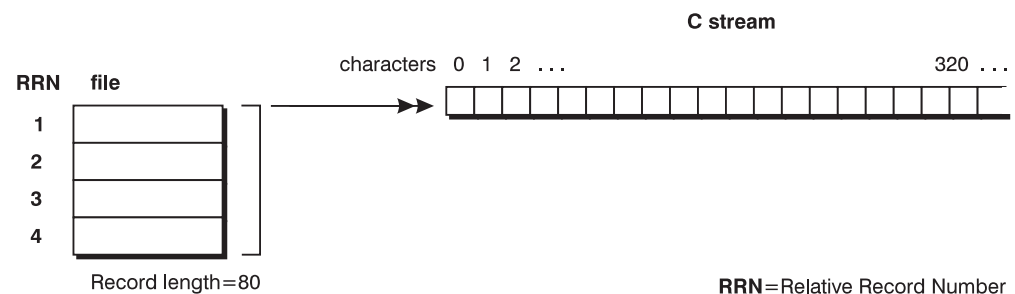 C stream
characters 0 1 2 ... 320 ...
RRN file
1
2
3
4
Record length=80
RRN=Relative Record Number